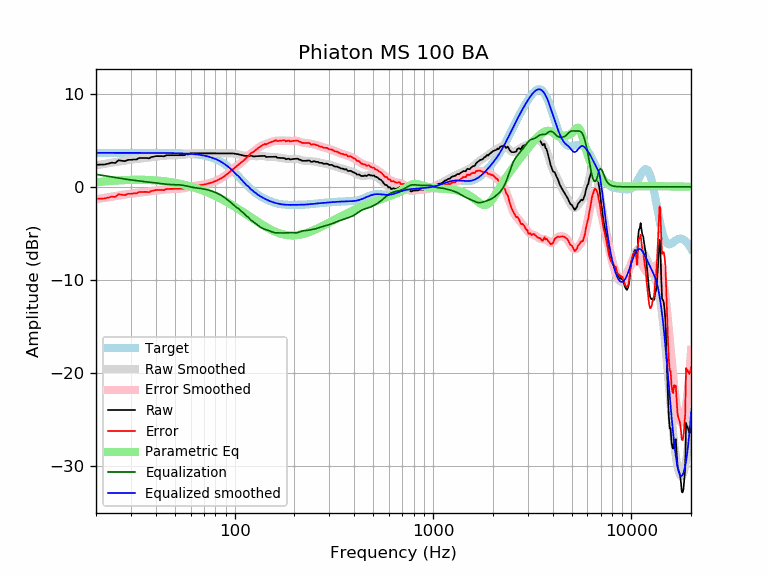 Phiaton MS 100 BA
Amplitude (dBr)
10
0
−10
−20
−30
Target
Raw Smoothed
Error Smoothed
Raw
Error
Parametric Eq
Equalization
Equalized smoothed
100
1000
10000
Frequency (Hz)